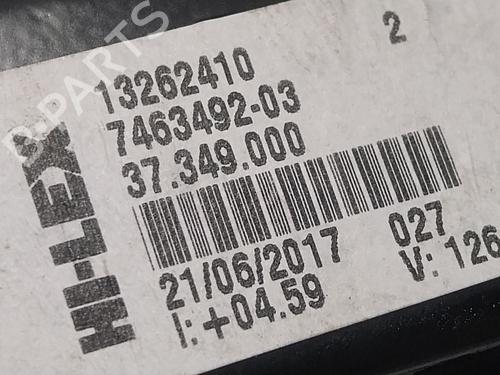 2
13262410
7463492-03
37.349.000
HI-LEX
21/06/2017 027
I:+04.59 V: 126
B-PARTS